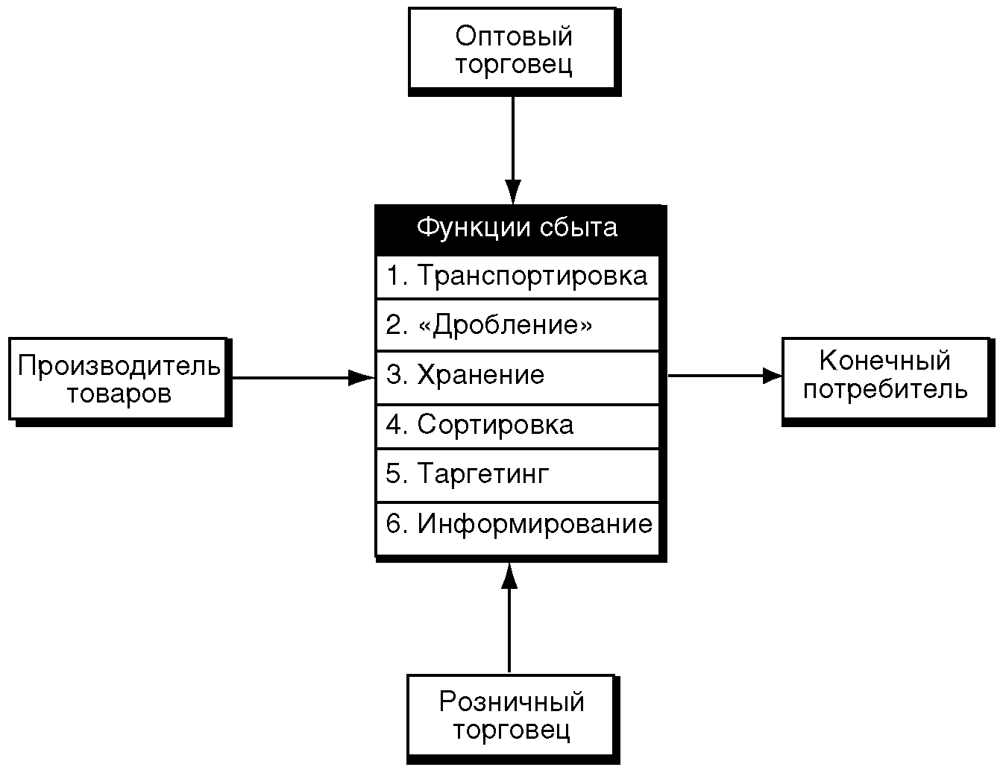 Оптовый
торговец
Функции сбыта
1. Транспортировка
2. «Дробление»
3. Хранение
4. Сортировка
5. Таргетинг
6. Информирование
Производитель
товаров
Конечный
потребитель
Розничный
торговец